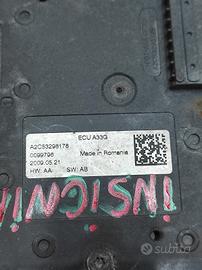 ECU A33G
A2C53298178
0099796
Made in Romania
2009.05.21
HW: AA
SW: AB
INSIGNIA
subito